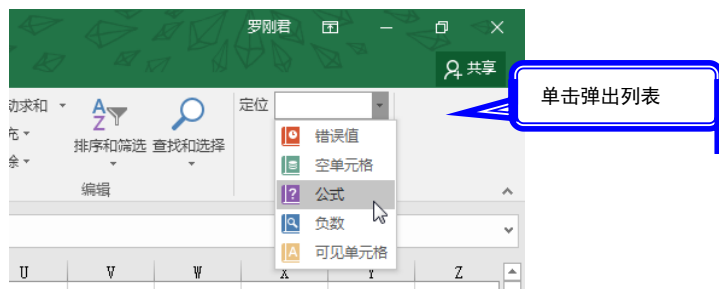 罗刚君
共享
单击弹出列表
动求和
定位
充
除
排序和筛选 查找和选择
编辑
错误值
空单元格
公式
负数
可见单元格
U V W X Y Z